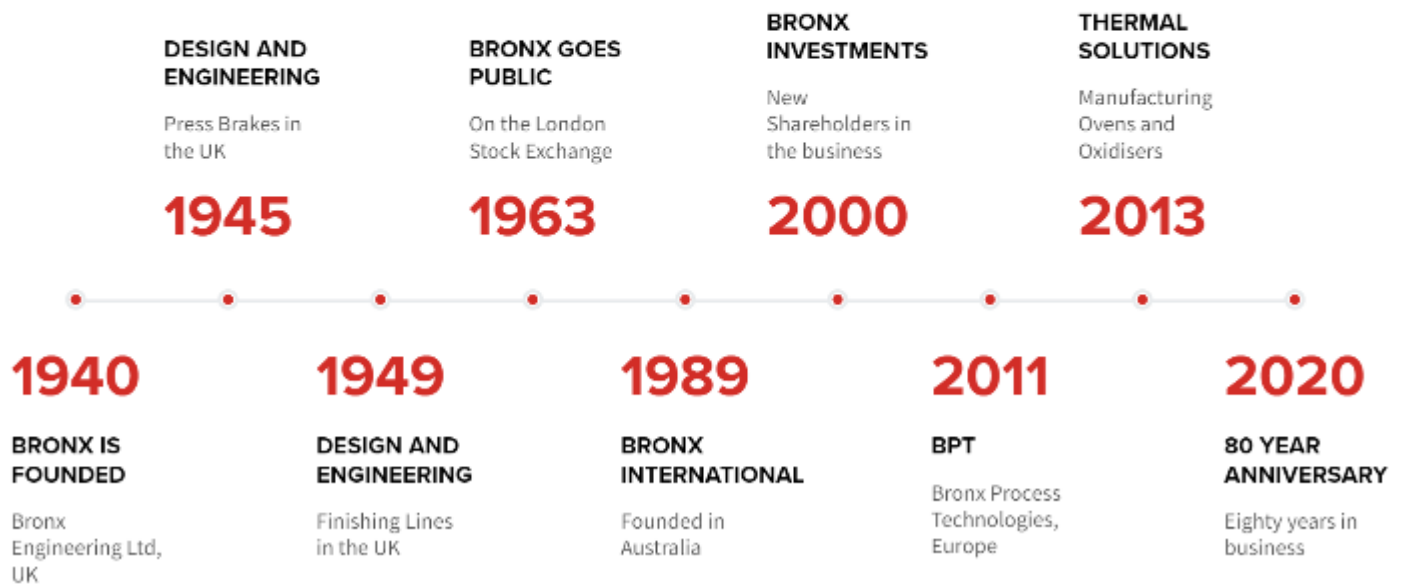 DESIGN AND
ENGINEERING
Press Brakes in
the UK
1945
BRONX GOES
PUBLIC
On the London
Stock Exchange
1963
BRONX
INVESTMENTS
New
Shareholders in
the business
2000
THERMAL
SOLUTIONS
Manufacturing
Ovens and
Oxidisers
2013
1940
BRONX IS
FOUNDED
Bronx
Engineering Ltd,
UK
1949
DESIGN AND
ENGINEERING
Finishing Lines
in the UK
1989
BRONX
INTERNATIONAL
Founded in
Australia
2011
BPT
Bronx Process
Technologies,
Europe
2020
80 YEAR
ANNIVERSARY
Eighty years in
business